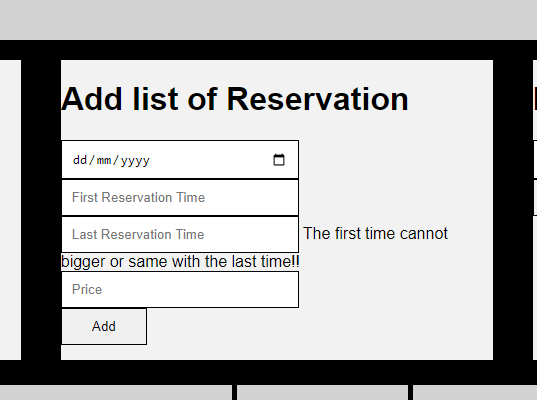 Add list of Reservation
dd/mm/yyyy
First Reservation Time
Last Reservation Time The first time cannot
bigger or same with the last time!!
Price
Add